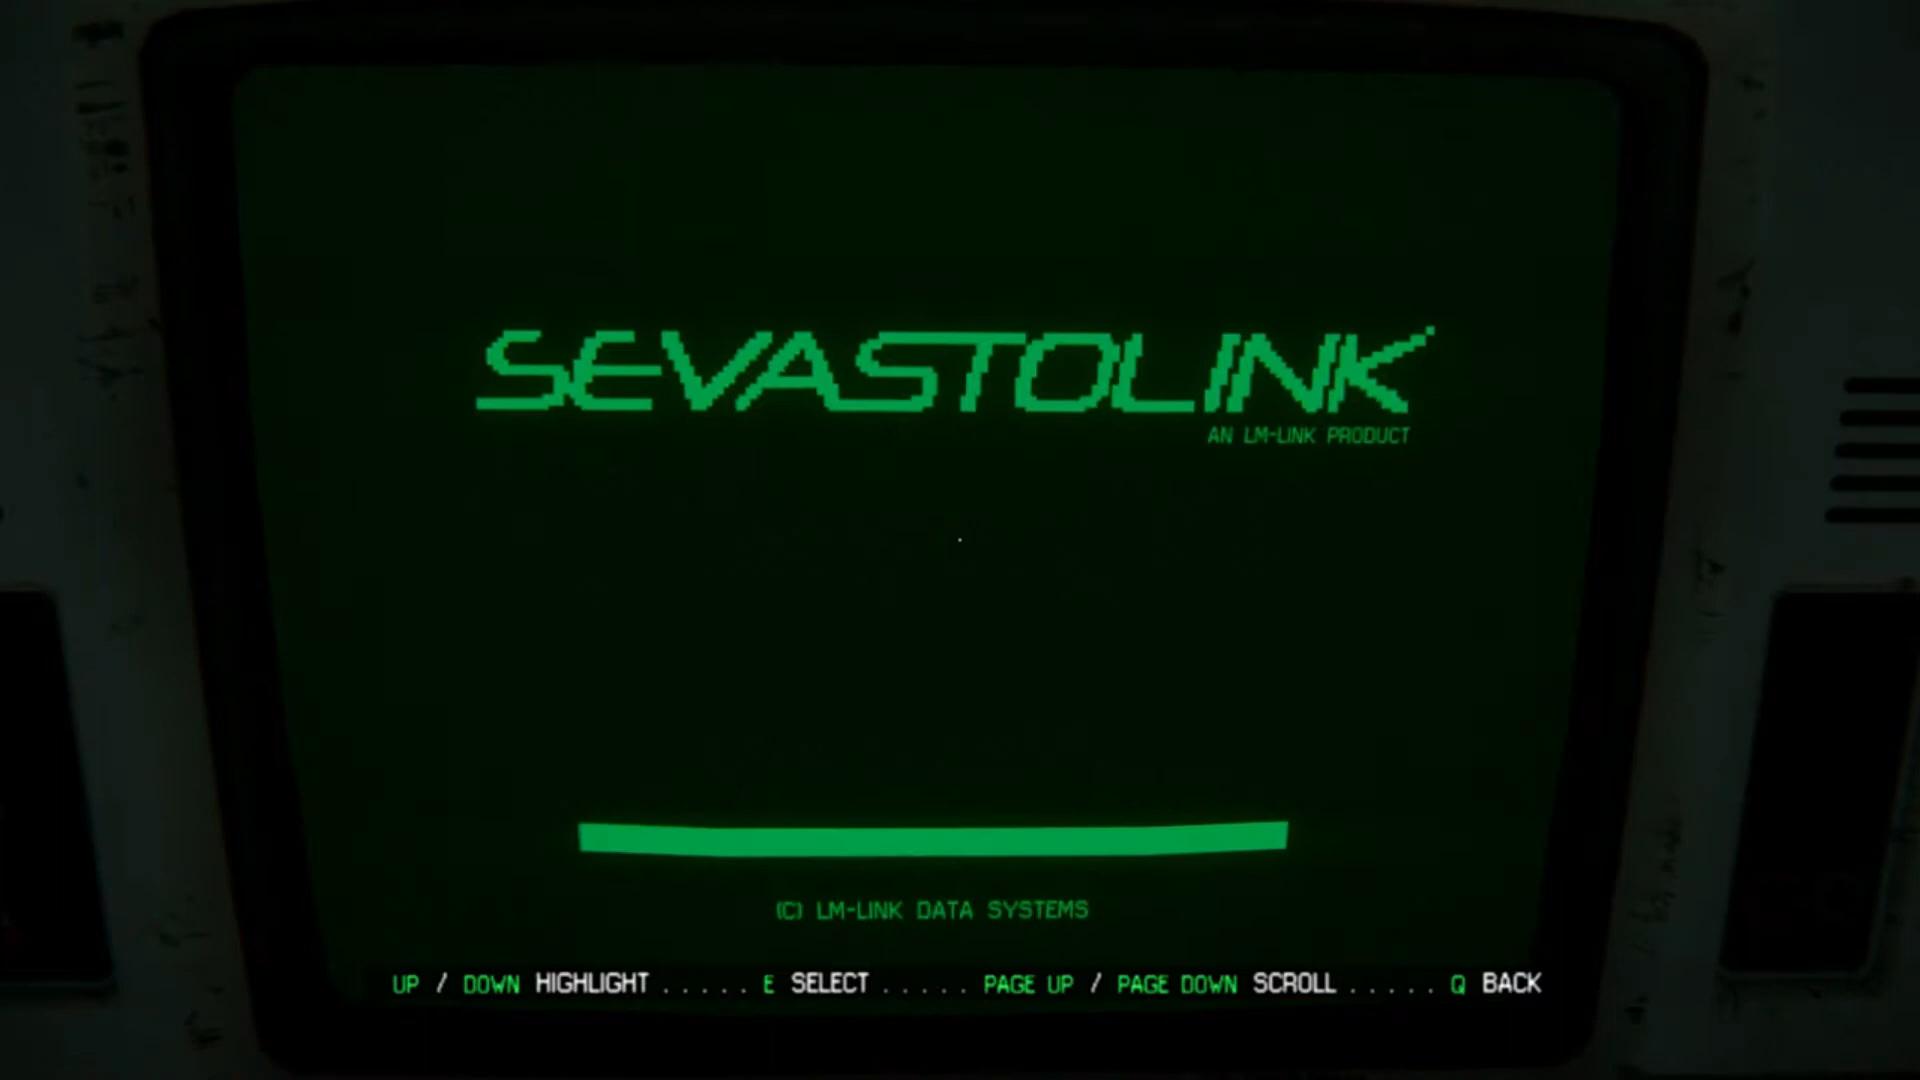 SEVASTOLINK
AN LM-LINK PRODUCT
(C) LM-LINK DATA SYSTEMS
UP / DOWN HIGHLIGHT ..... E SELECT ..... PAGE UP / PAGE DOWN SCROLL ..... Q BACK